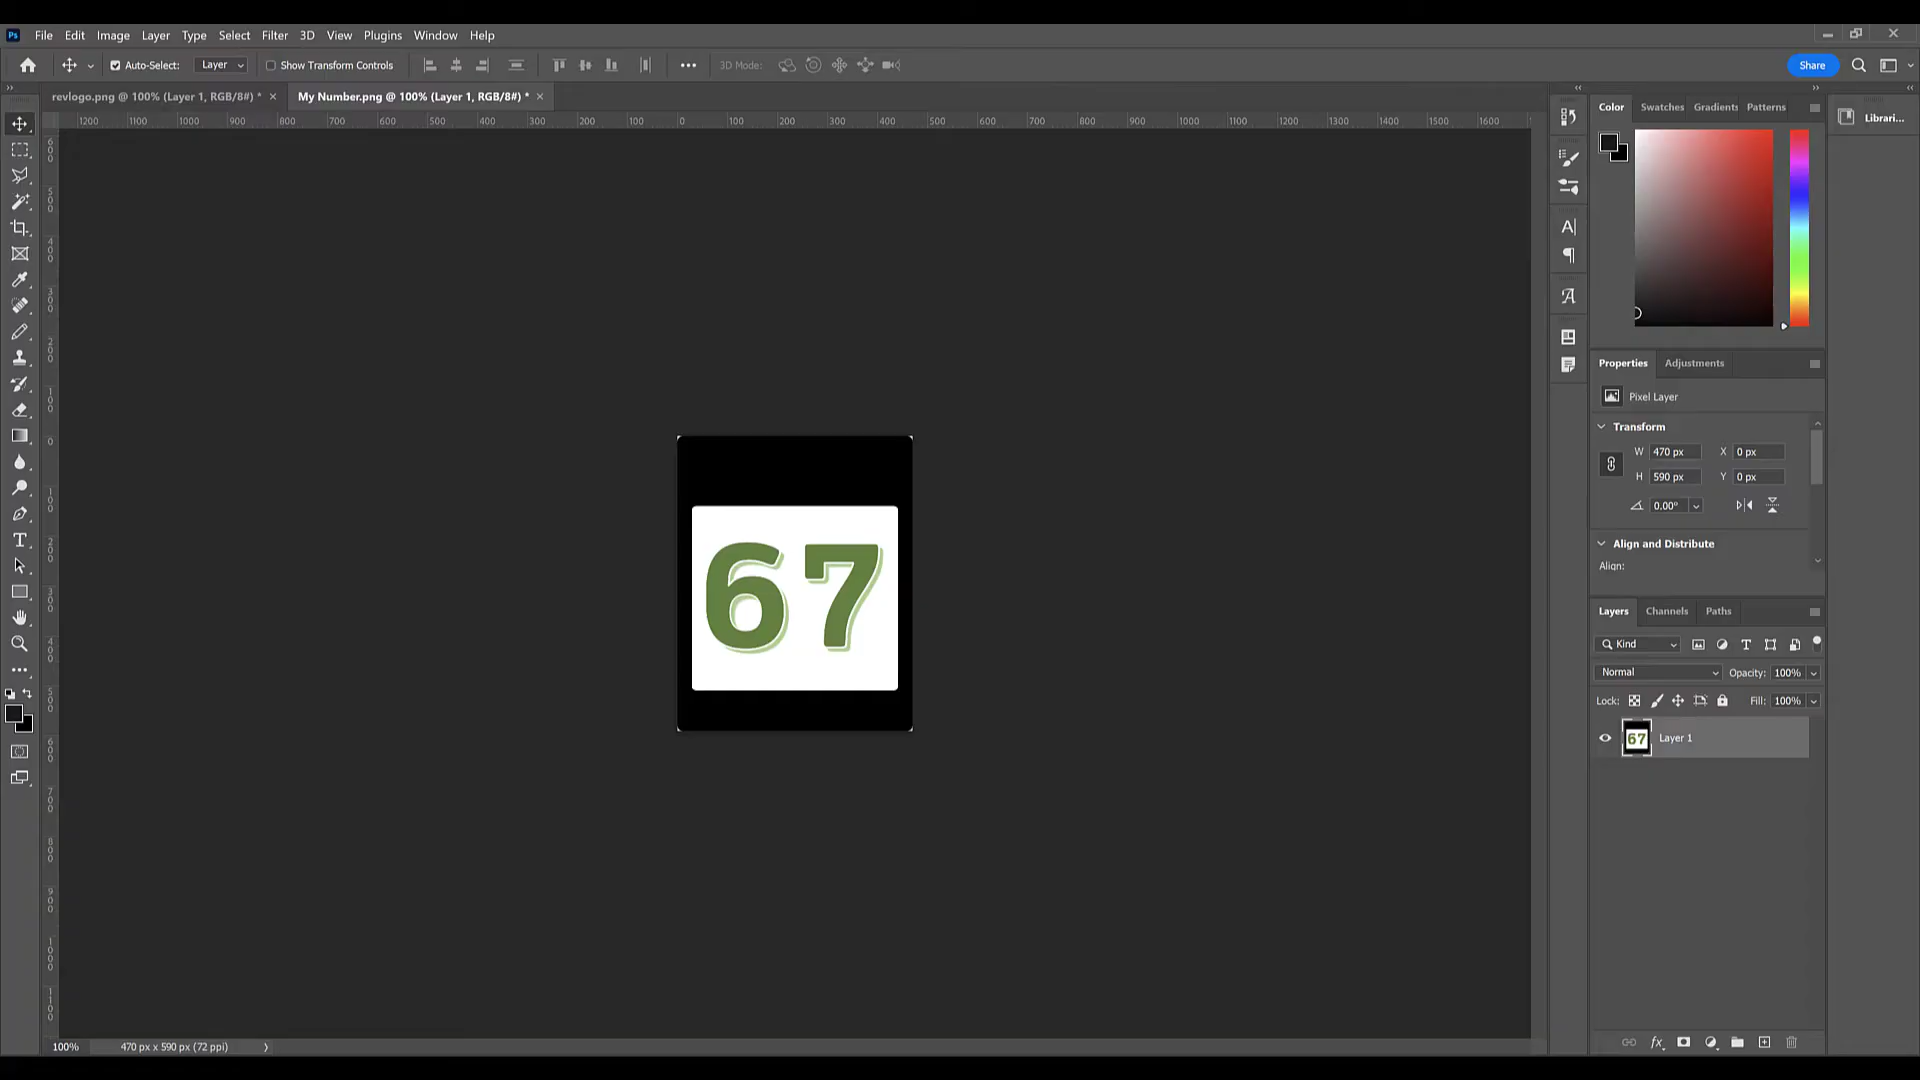 Ps File Edit Image Layer Type Select Filter 3D View Plugins Window Help
Auto-Select: Layer Show Transform Controls 3D Mode: Share
revlogo.png @ 100% (Layer 1, RGB/8#) * My Number.png @ 100% (Layer 1, RGB/8#) *
1200 1100 1000 900 800 700 600 500 400 300 200 100 0 100 200 300 400 500 600 700 800 900 1000 1100 1200 1300 1400 1500 1600
600
500
400
300
200
100
0
100
200
300
400
500
600
700
800
900
1000
1100
67
Color Swatches Gradients Patterns
Librari...
Properties Adjustments
Pixel Layer
Transform
W 470 px X 0 px
H 590 px Y 0 px
0.00°
Align and Distribute
Align:
Layers Channels Paths
Kind
Normal Opacity: 100%
Lock: Fill: 100%
67 Layer 1
fx
100% 470 px x 590 px (72 ppi)